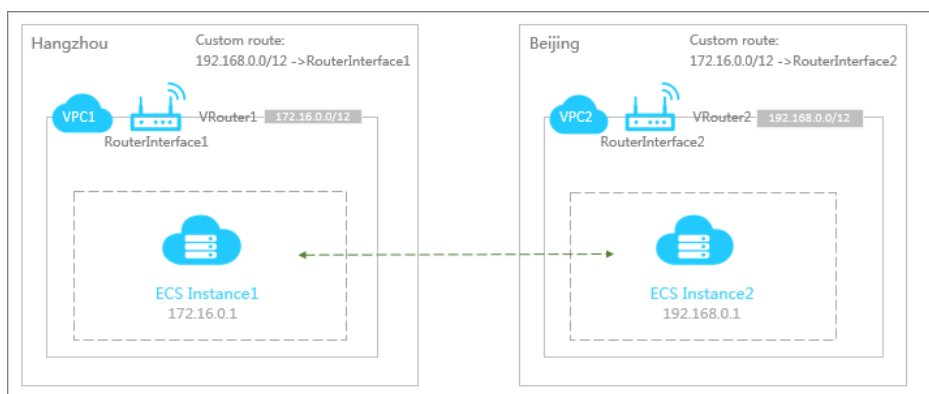 Hangzhou
Custom route:
192.168.0.0/12 ->RouterInterface1
VPC1
VRouter1
172.16.0.0/12
RouterInterface1
ECS Instance1
172.16.0.1
Beijing
Custom route:
172.16.0.0/12 ->RouterInterface2
VPC2
VRouter2
192.168.0.0/12
RouterInterface2
ECS Instance2
192.168.0.1